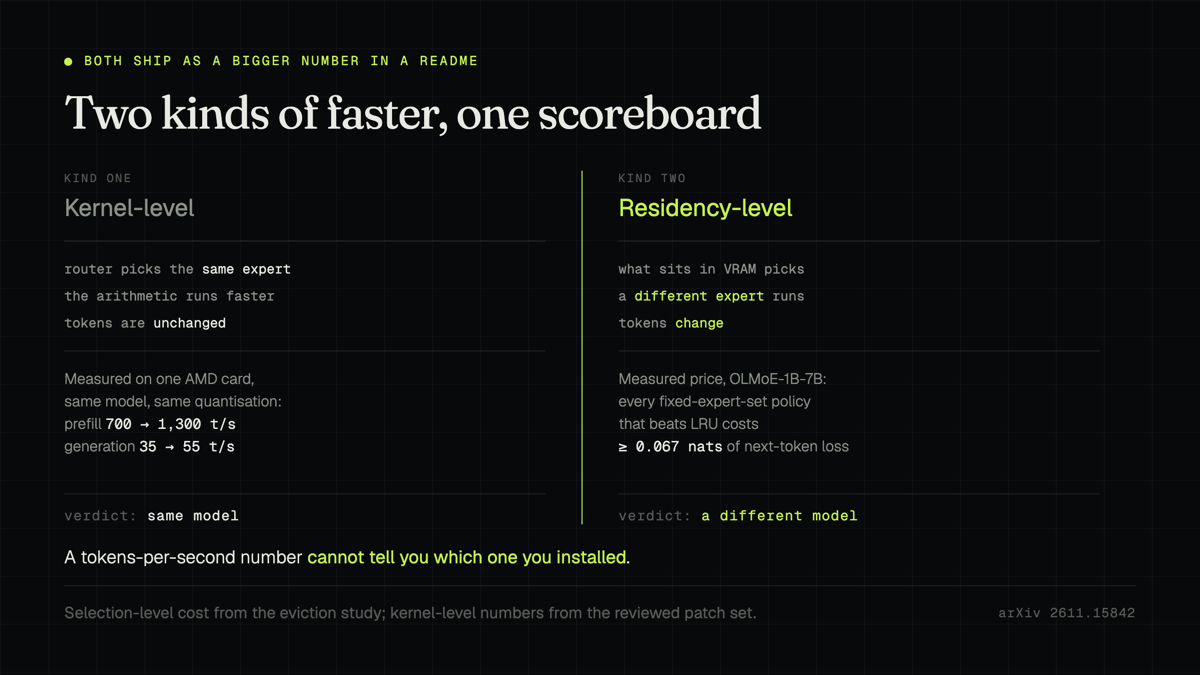 BOTH SHIP AS A BIGGER NUMBER IN A README
Two kinds of faster, one scoreboard
KIND ONE
Kernel-level
router picks the same expert
the arithmetic runs faster
tokens are unchanged
Measured on one AMD card,
same model, same quantisation:
prefill 700 → 1,300 t/s
generation 35 → 55 t/s
verdict: same model
KIND TWO
Residency-level
what sits in VRAM picks
a different expert runs
tokens change
Measured price, OLMoE-1B-7B:
every fixed-expert-set policy
that beats LRU costs
≥ 0.067 nats of next-token loss
verdict: a different model
A tokens-per-second number cannot tell you which one you installed.
Selection-level cost from the eviction study; kernel-level numbers from the reviewed patch set.
arXiv 2611.15842